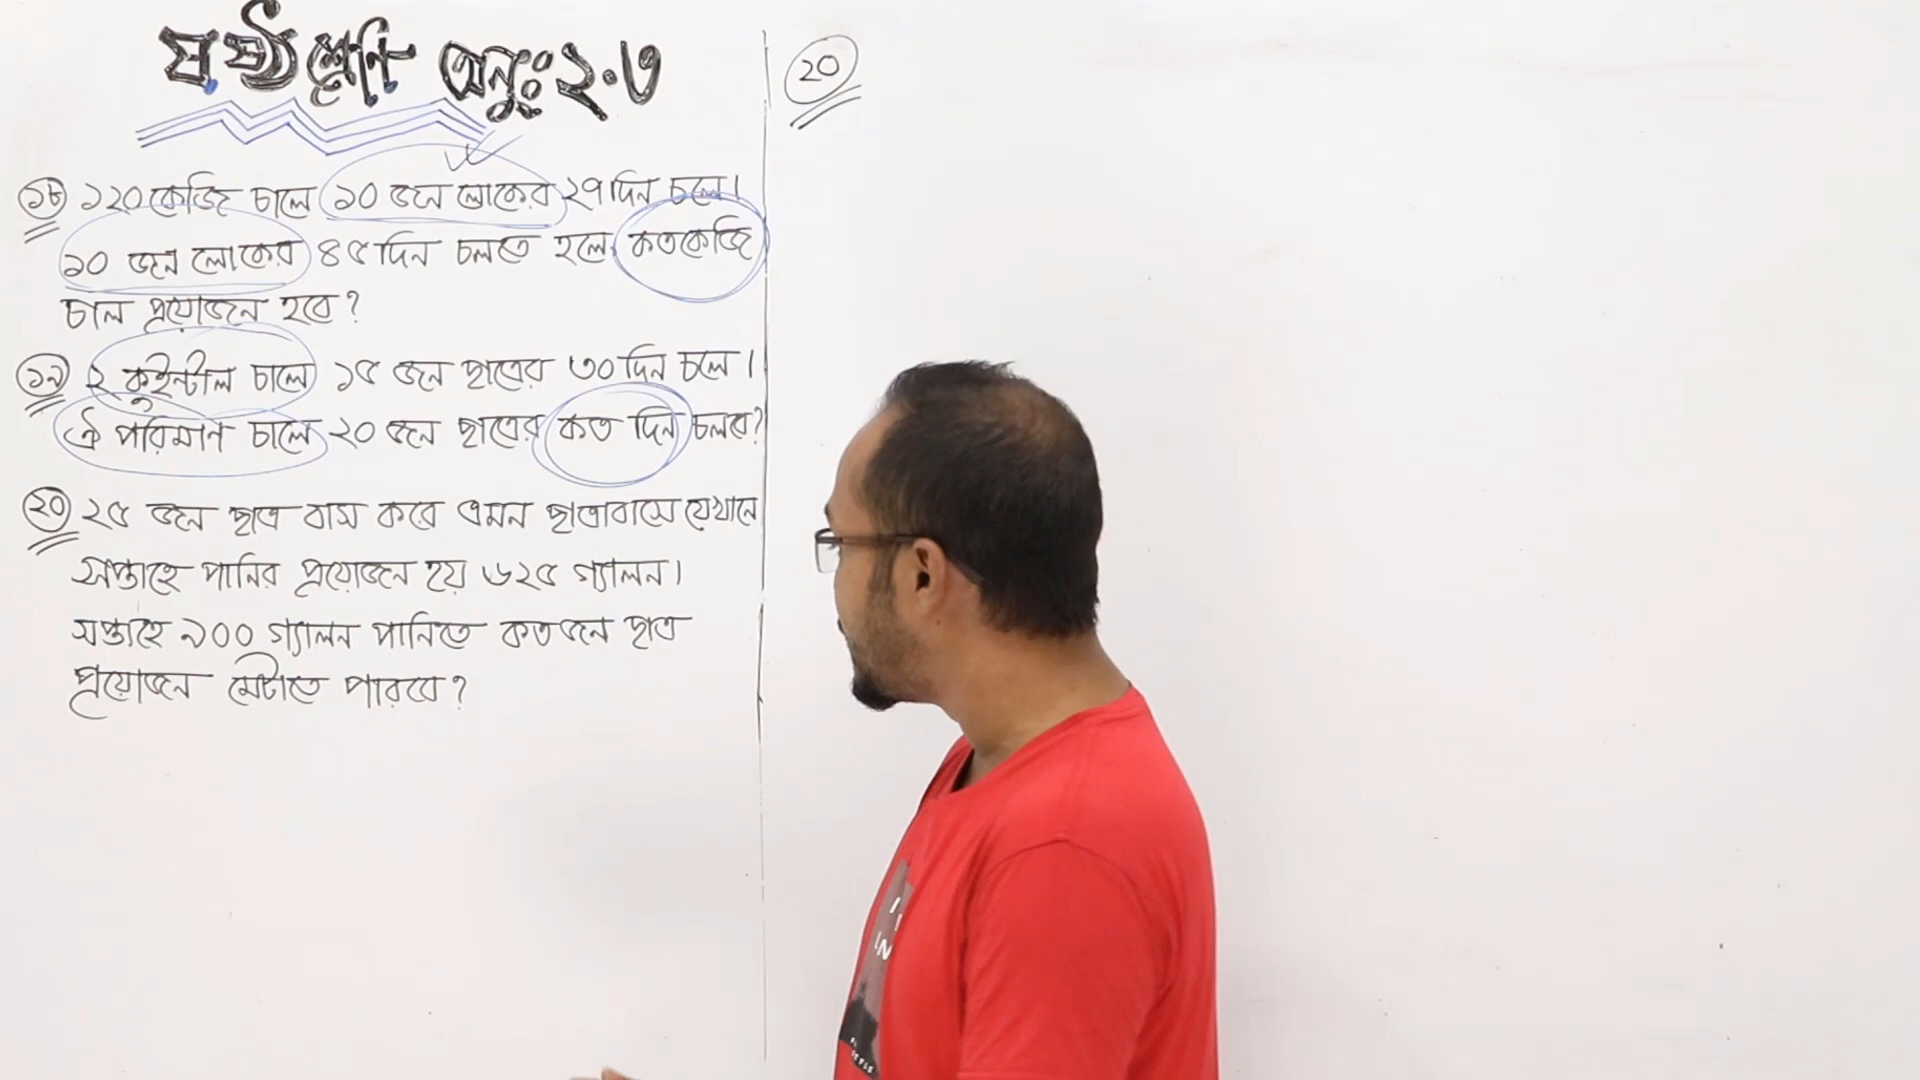 ষষ্ঠ শ্রেণি অনুঃ ২.৩
১৮ ১২০ কেজি চালে ১০ জন লোকের ২৭ দিন চলে।
১০ জন লোকের ৪৫ দিন চলতে হলে, কতকেজি
চাল প্রয়োজন হবে?
১৯ ২ কুইন্টাল চালে ১৫ জন ছাত্রের ৩০ দিন চলে।
ঐ পরিমাণ চালে ২০ জন ছাত্রের কত দিন চলবে?
২০ ২৫ জন ছাত্র বাস করে এমন ছাত্রাবাসে যেখানে
সপ্তাহে পানির প্রয়োজন হয় ৬২৫ গ্যালন।
সপ্তাহে ৯০০ গ্যালন পানিতে কতজন ছাত্র
প্রয়োজন মেটাতে পারবে?
২০